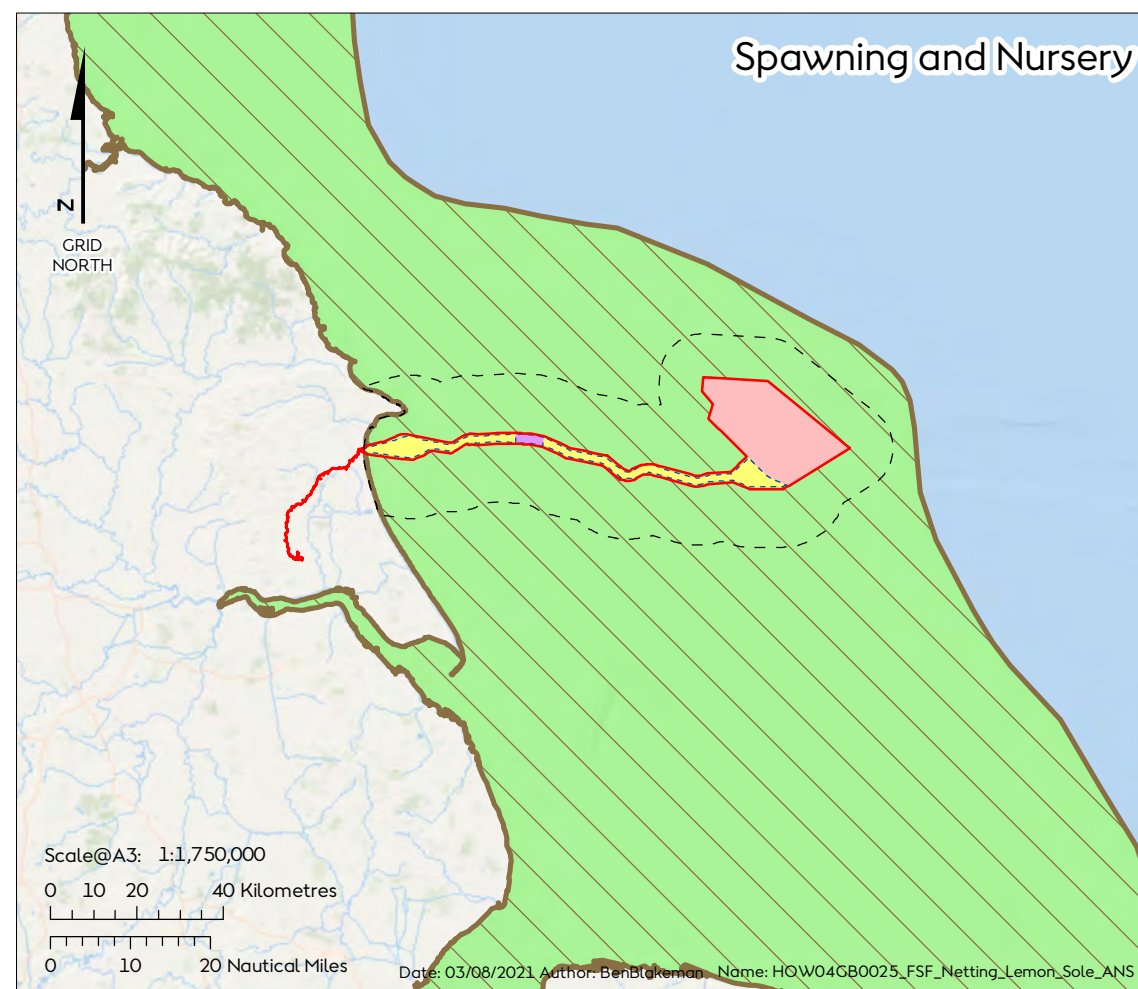 Spawning and Nursery
N
GRID
NORTH
Scale@A3: 1:1,750,000
0 10 20 40 Kilometres
0 10 20 Nautical Miles
Date: 03/08/2021 Author: BenBlakeman Name: HOW04GB0025_FSF_Netting_Lemon_Sole_ANS